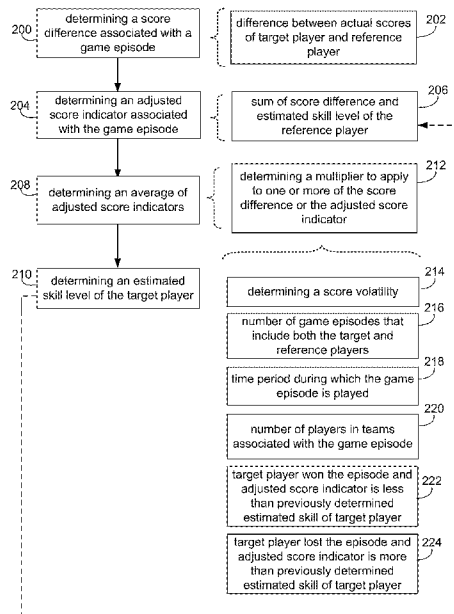 200
determining a score
difference associated with a
game episode
202
difference between actual scores
of target player and reference
player
204
determining an adjusted
score indicator associated
with the game episode
206
sum of score difference and
estimated skill level of the
reference player
208
determining an average of
adjusted score indicators
212
determining a multiplier to apply
to one or more of the score
difference or the adjusted score
indicator
210
determining an estimated
skill level of the target player
214
determining a score volatility
216
number of game episodes that
include both the target and
reference players
218
time period during which the game
episode is played
220
number of players in teams
associated with the game episode
222
target player won the episode and
adjusted score indicator is less
than previously determined
estimated skill of target player
224
target player lost the episode and
adjusted score indicator is more
than previously determined
estimated skill of target player